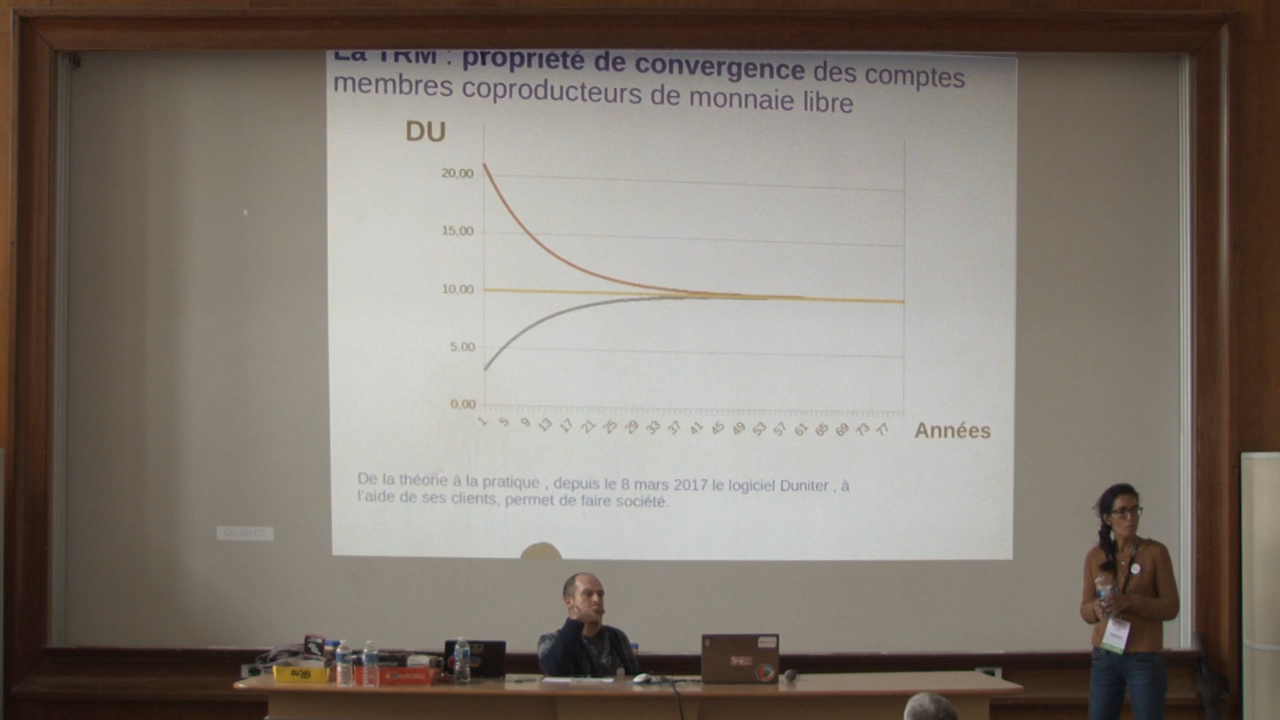 La TRM : propriété de convergence des comptes
membres coproducteurs de monnaie libre
DU
20,00
15,00
10,00
5,00
0,00
1 5 9 13 17 21 25 29 33 37 41 45 49 53 57 61 65 69 73 77
Années
De la théorie à la pratique , depuis le 8 mars 2017 le logiciel Duniter , à
l'aide de ses clients, permet de faire société.